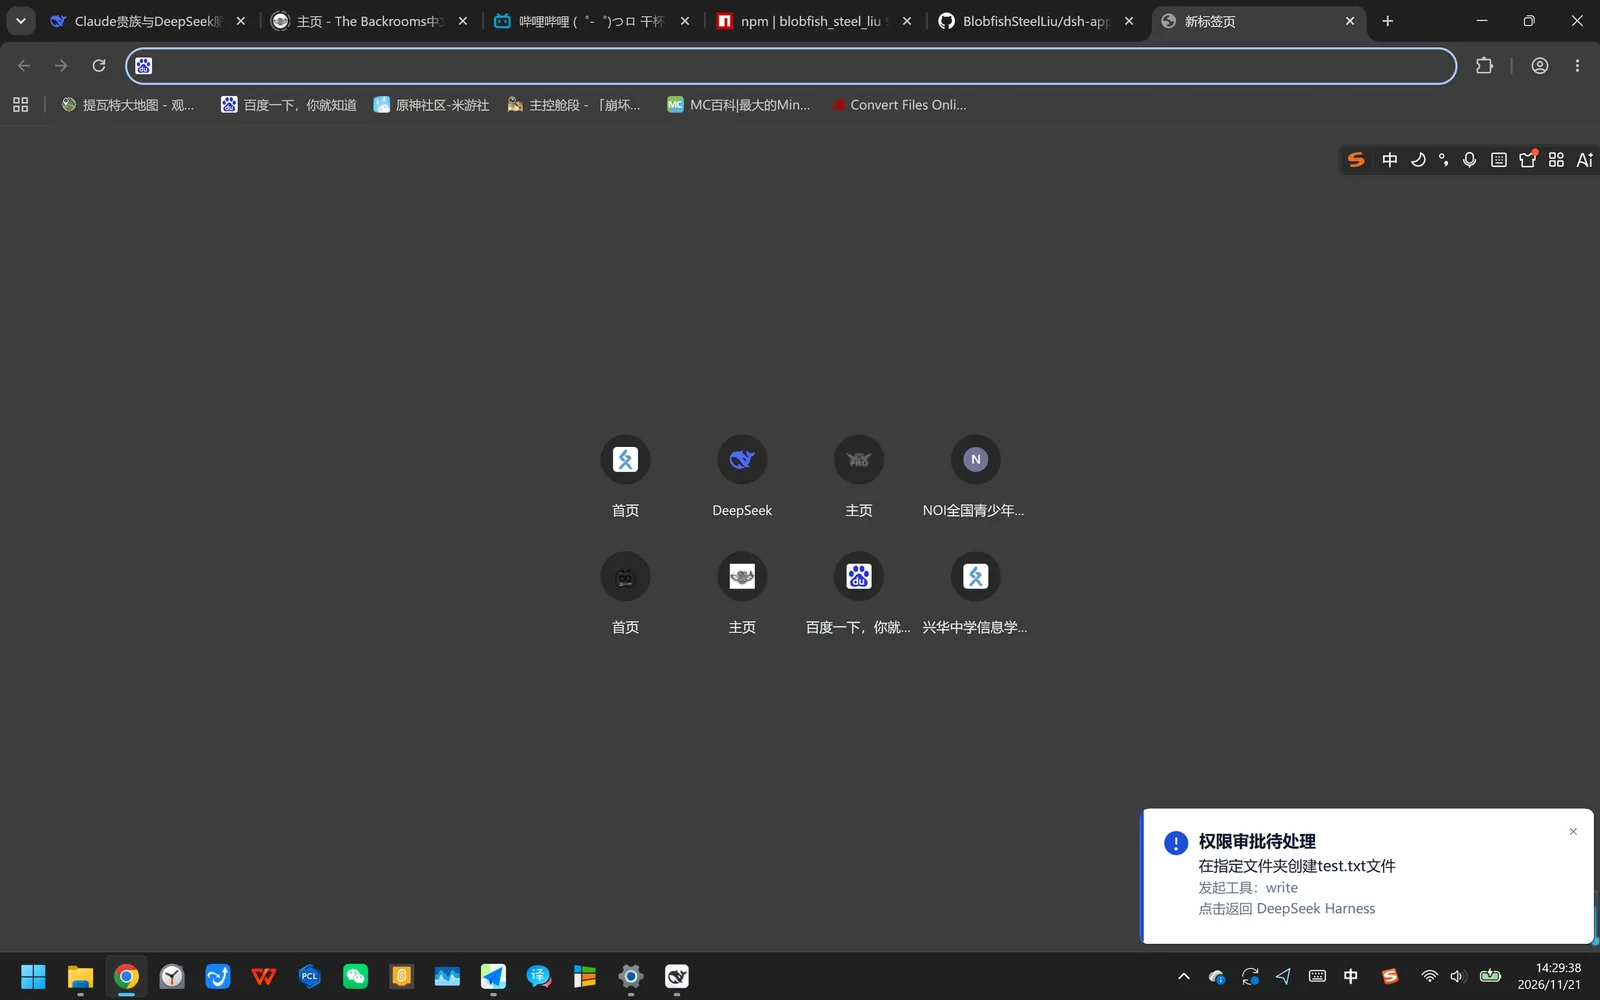 Claude贵族与DeepSeek肥
主页 - The Backrooms中文
哔哩哔哩 (゜-゜)つロ 干杯
npm | blobfish_steel_liu
BlobfishSteelLiu/dsh-app
新标签页
提瓦特大地图 - 观...
百度一下，你就知道
原神社区-米游社
主控舱段 - 「崩坏...
MC百科|最大的Min...
Convert Files Onli...
中
首页
DeepSeek
主页
NOI全国青少年...
首页
主页
百度一下，你就...
兴华中学信息学...
权限审批待处理
在指定文件夹创建test.txt文件
发起工具：write
点击返回 DeepSeek Harness
PCL
译
中
14:29:38
2026/11/21